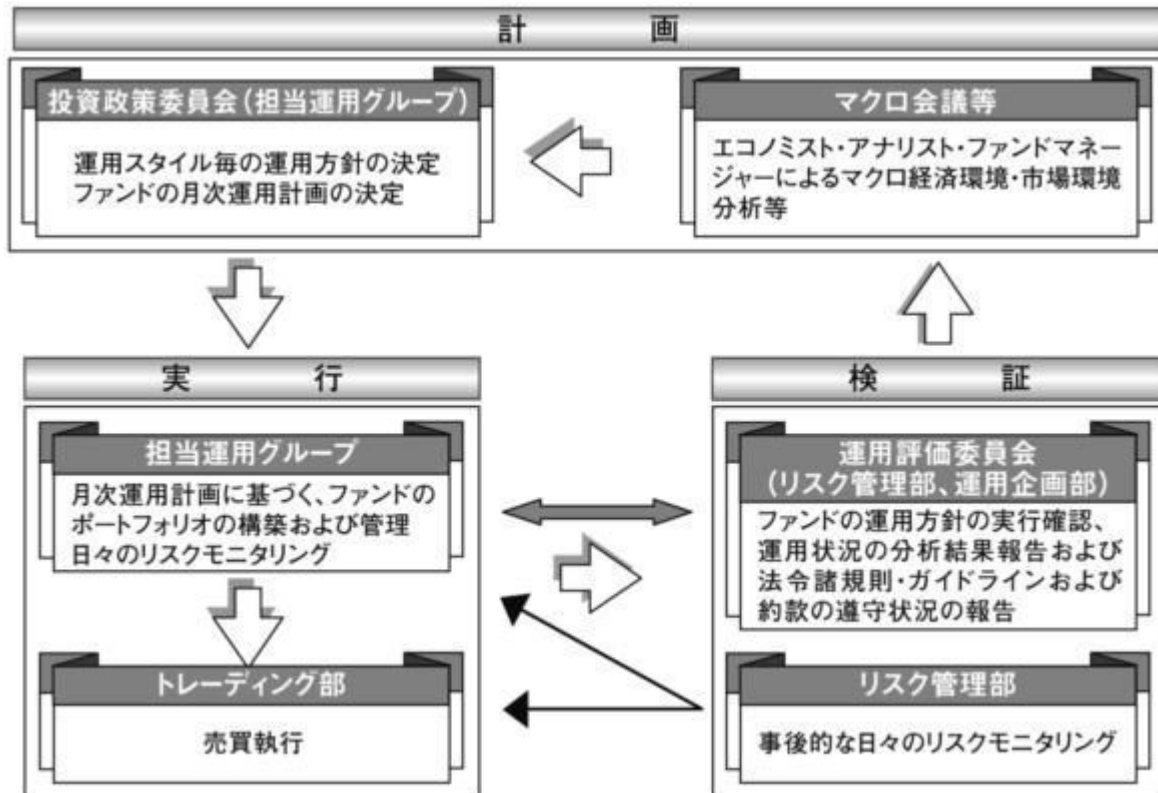 計画
投資政策委員会(担当運用グループ)
運用スタイル毎の運用方針の決定
ファンドの月次運用計画の決定
マクロ会議等
エコノミスト・アナリスト・ファンドマネー
ジャーによるマクロ経済環境・市場環境
分析等
実行
担当運用グループ
月次運用計画に基づく、ファンドの
ポートフォリオの構築および管理
日々のリスクモニタリング
トレーディング部
売買執行
検証
運用評価委員会
(リスク管理部、運用企画部)
ファンドの運用方針の実行確認、
運用状況の分析結果報告および
法令諸規則・ガイドラインおよび
約款の遵守状況の報告
リスク管理部
事後的な日々のリスクモニタリング